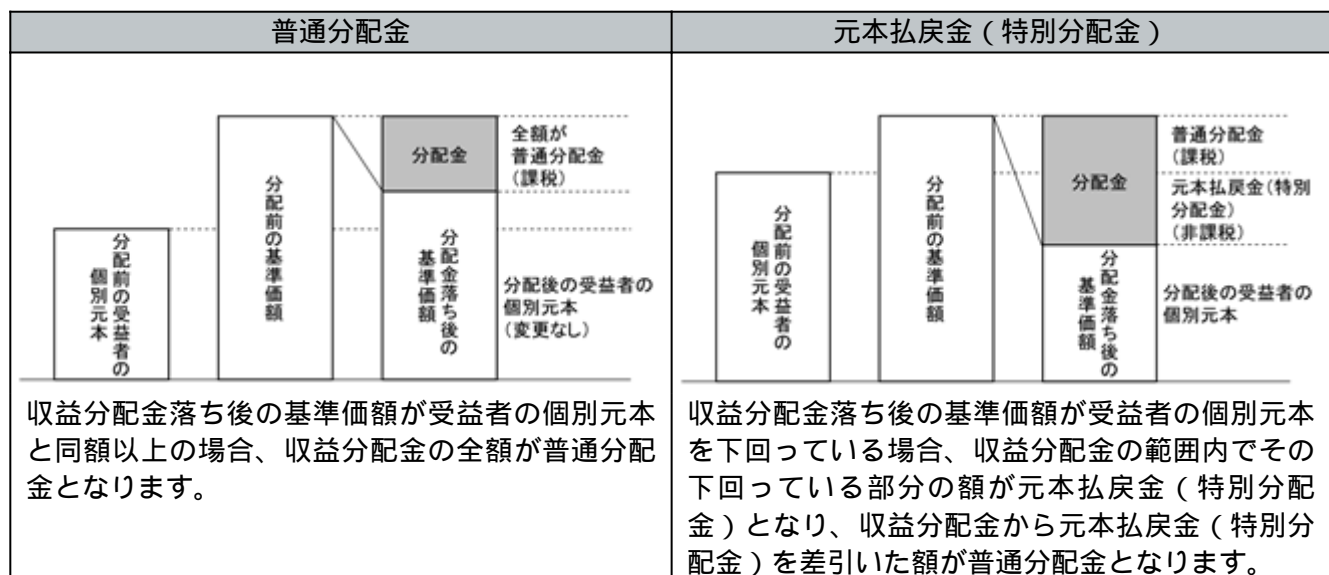 普通分配金
分配前の受益者の
個別元本
分配前の基準価額
分配金
分配金落ち後の
基準価額
全額が
普通分配金
(課税)
分配後の受益者の
個別元本
(変更なし)
収益分配金落ち後の基準価額が受益者の個別元本
と同額以上の場合、収益分配金の全額が普通分配
金となります。
元本払戻金(特別分配金)
分配前の受益者の
個別元本
分配前の基準価額
分配金
分配金落ち後の
基準価額
普通分配金
(課税)
元本払戻金(特別
分配金)
(非課税)
分配後の受益者の
個別元本
収益分配金落ち後の基準価額が受益者の個別元本
を下回っている場合、収益分配金の範囲内でその
下回っている部分の額が元本払戻金(特別分配
金)となり、収益分配金から元本払戻金(特別分
配金)を差引いた額が普通分配金となります。